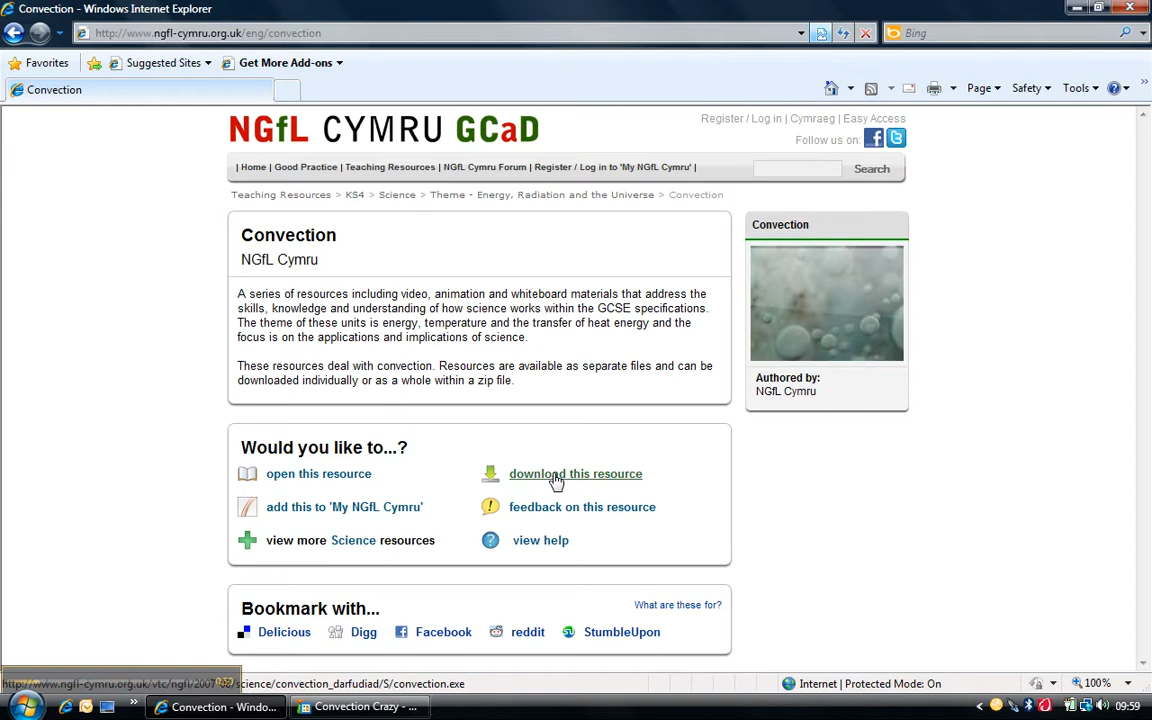 Convection - Windows Internet Explorer
http://www.ngfl-cymru.org.uk/eng/convection
Bing
Favorites Suggested Sites Get More Add-ons
Convection Page Safety Tools
NGfL CYMRU GCaD
Register / Log in | Cymraeg | Easy Access
Follow us on:
| Home | Good Practice | Teaching Resources | NGfL Cymru Forum | Register / Log in to 'My NGfL Cymru' | Search
Teaching Resources > KS4 > Science > Theme - Energy, Radiation and the Universe > Convection
Convection
NGfL Cymru
A series of resources including video, animation and whiteboard materials that address the
skills, knowledge and understanding of how science works within the GCSE specifications.
The theme of these units is energy, temperature and the transfer of heat energy and the
focus is on the applications and implications of science.
These resources deal with convection. Resources are available as separate files and can be
downloaded individually or as a whole within a zip file.
Convection
Authored by:
NGfL Cymru
Would you like to...?
open this resource download this resource
add this to 'My NGfL Cymru' feedback on this resource
view more Science resources view help
Bookmark with... What are these for?
Delicious Digg Facebook reddit StumbleUpon
http://www.ngfl-cymru.org.uk/vtc/ngfl/2007 /science/convection_darfudiad/S/convection.exe Internet | Protected Mode: On 100%
Convection - Windo... Convection Crazy - ... 09:59